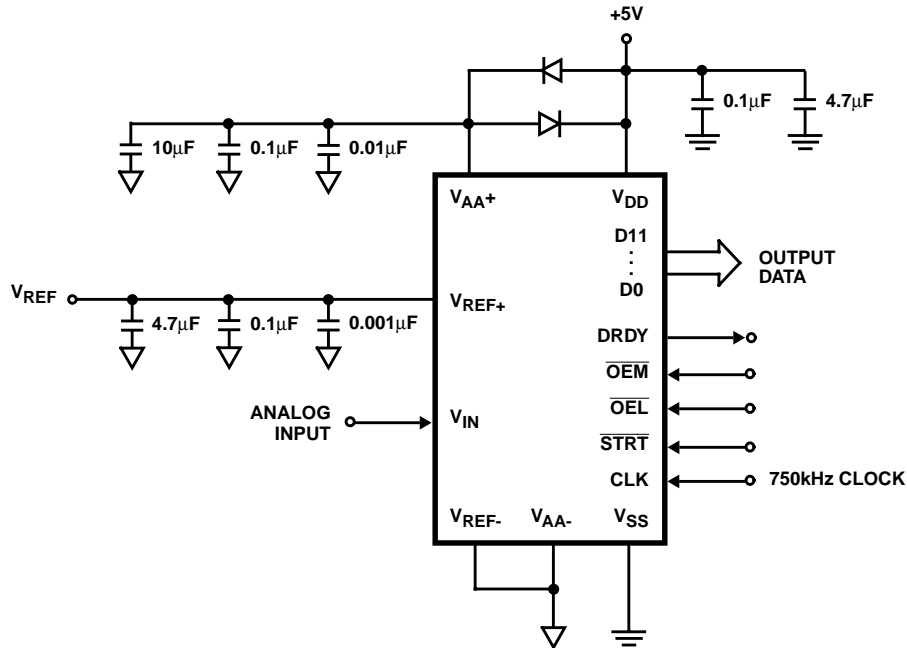 +5V
0.1µF
4.7µF
10µF
0.1µF
0.01µF
VAA+
VDD
D11
⋮
D0
OUTPUT
DATA
VREF
VREF+
4.7µF
0.1µF
0.001µF
DRDY
OEM
OEL
STRT
CLK
750kHz CLOCK
ANALOG
INPUT
VIN
VREF-
VAA-
VSS